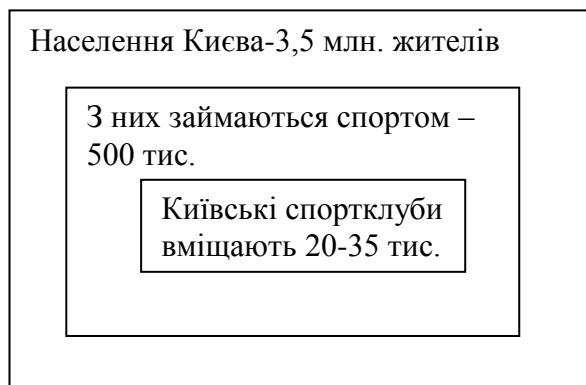 Населення Києва-3,5 млн. жителів
З них займаються спортом –
500 тис.
Київські спортклуби
вміщають 20-35 тис.